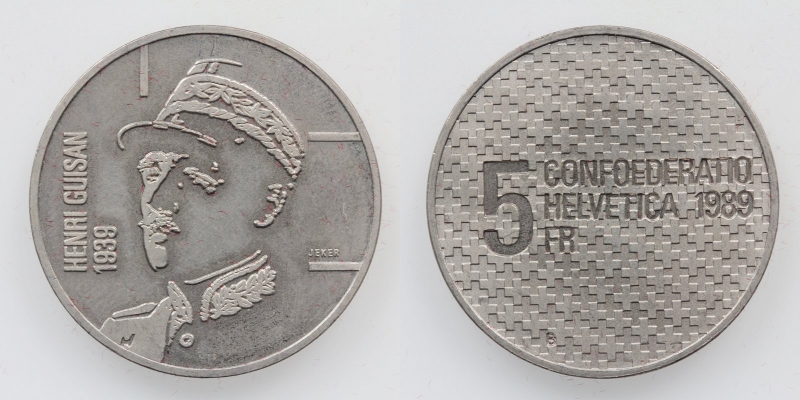 HENRI GUISAN
1939
JEKER
M G
5 CONFOEDERATIO
HELVETICA 1989
FR
B